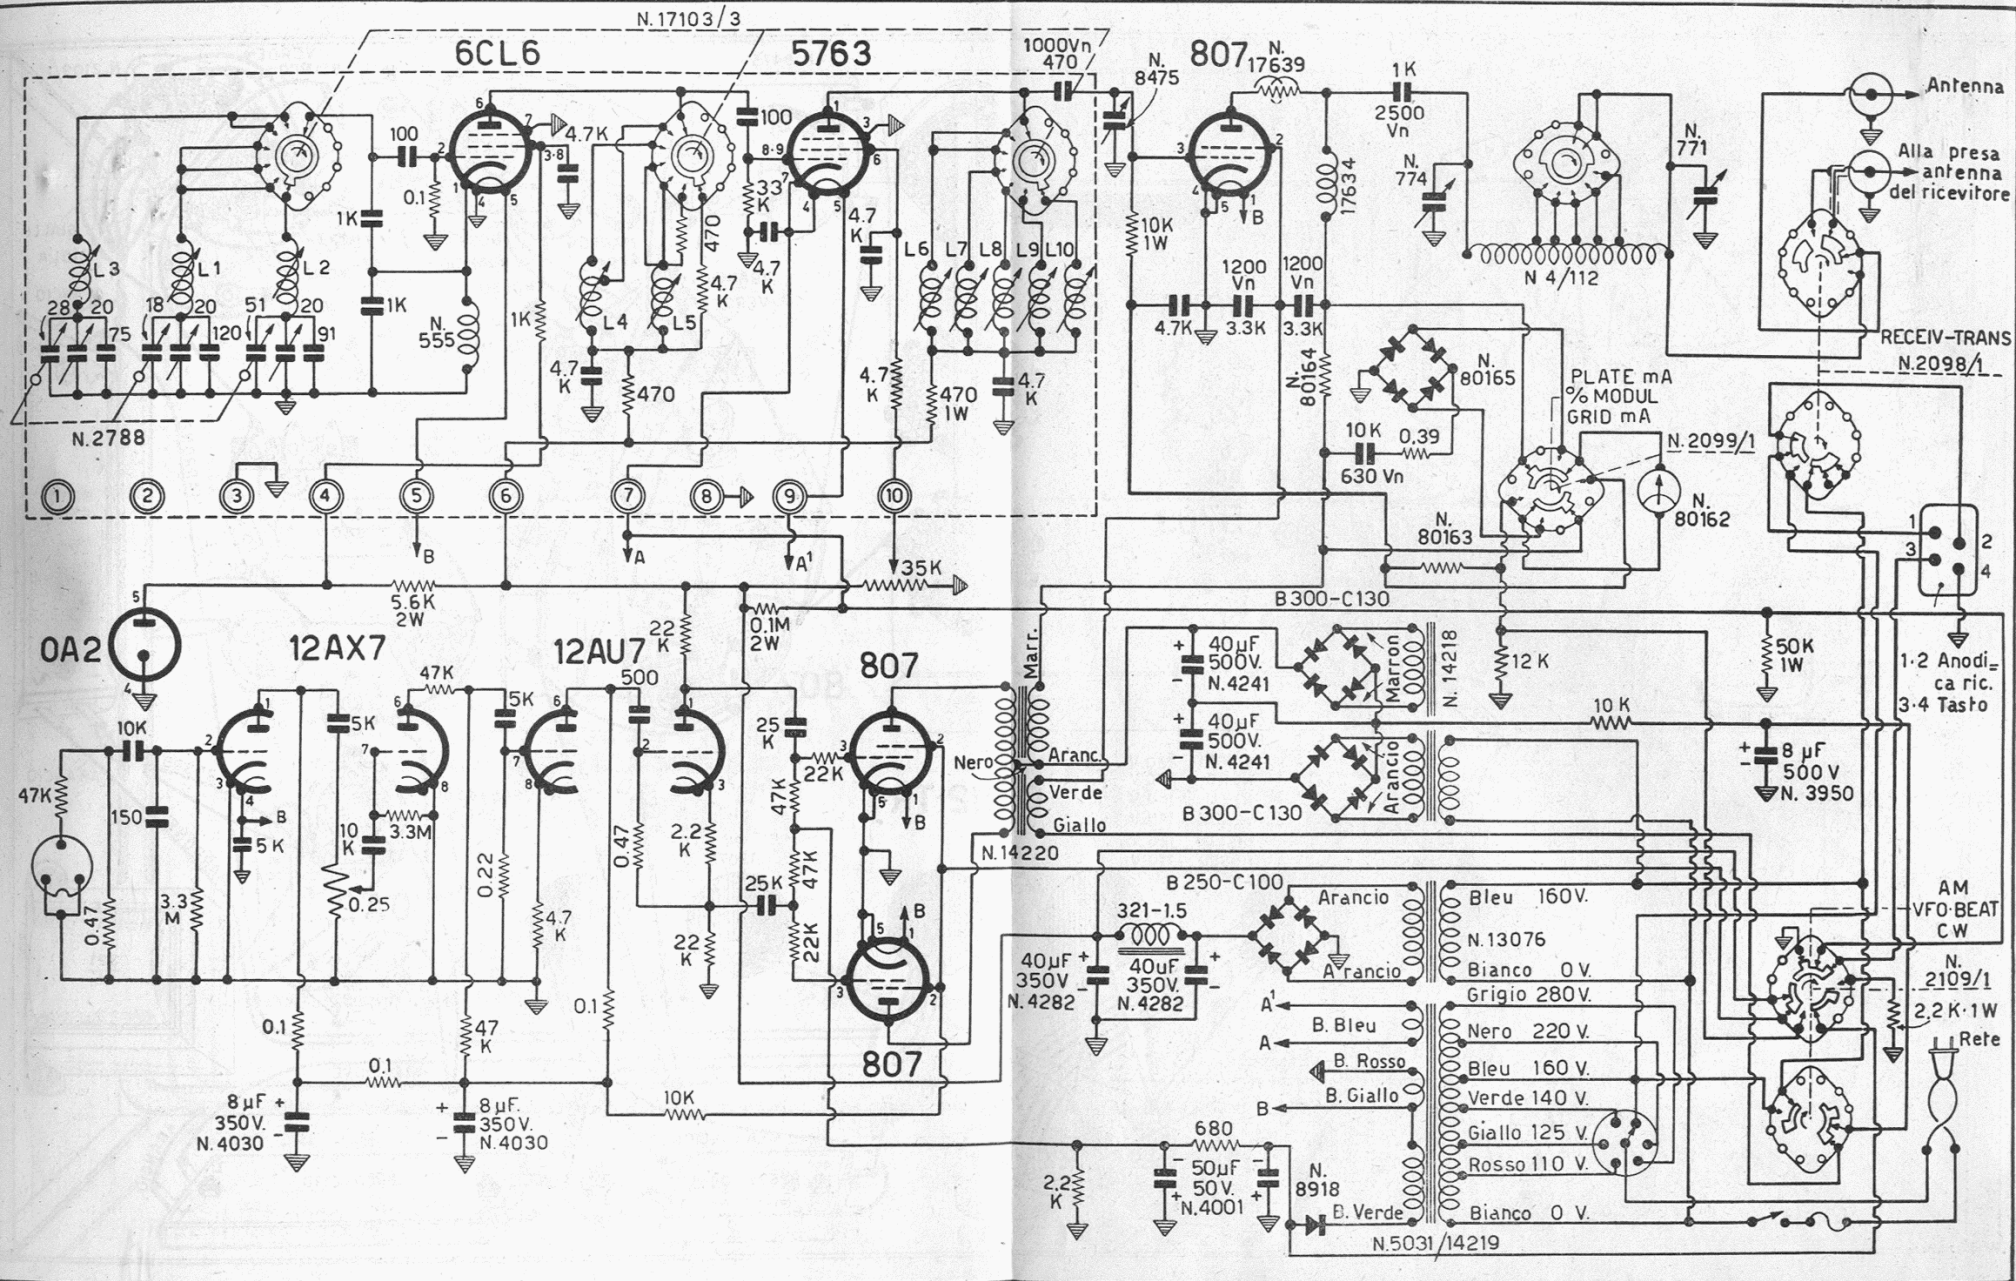 N.17103/3
6CL6
5763
1000Vn
470
N.
8475
807
N.
17639
1K
2500
Vn
Antenna
Alla presa
antenna
del ricevitore
N.
771
N.
774
17634
100
4.7K
100
0.1
1K
1K
N.
555
3·8
470
33
K
8·9
4.7
K
4.7
K
4.7
K
L3
L1
L2
28
20
75
18
20
120
51
20
91
N.2788
1K
L4
L5
4.7
K
470
L6
L7
L8
L9
L10
4.7
K
470
1W
4.7
K
10K
1W
4.7K
1200
Vn
3.3K
1200
Vn
3.3K
N 4/112
N.
80164
N.
80165
PLATE mA
% MODUL
GRID mA
N.2099/1
10K
630 Vn
0,39
N.
80162
N.
80163
RECEIV-TRANS
N.2098/1
1
2
3
4
5
6
7
8
9
10
B
A
A¹
B
1
2
3
4
1·2 Anodi=
ca ric.
3·4 Tasto
5.6K
2W
35K
0.1M
2W
22
K
B300-C130
50K
1W
12 K
0A2
12AX7
12AU7
807
Marr.
40µF
500V.
N.4241
40µF
500V.
N.4241
Marron
N. 14218
Arancio
B300-C130
10 K
8 µF
500 V
N. 3950
47K
10K
150
0.47
3.3
M
B
5K
5K
47K
10
K
3.3M
0.25
5K
0.22
4.7
K
500
0.47
2.2
K
22
K
25
K
22K
47K
47K
25K
22K
B
B
Nero
Aranc.
Verde
Giallo
N.14220
807
0.1
47
K
0.1
0.1
10K
8µF
350V.
N.4030
8µF.
350V.
N.4030
B250-C100
321-1.5
40µF
350V
N.4282
40µF
350V.
N.4282
Arancio
Arancio
A¹
B. Bleu
A
B. Rosso
B. Giallo
B
B. Verde
Bleu 160V.
N.13076
Bianco 0V.
Grigio 280V.
Nero 220 V.
Bleu 160 V.
Verde 140 V.
Giallo 125 V.
Rosso 110 V.
Bianco 0 V.
AM
VFO·BEAT
CW
N.
2109/1
2,2K·1W
Rete
2.2
K
680
50µF
50V.
N.4001
N.
8918
N.5031/14219